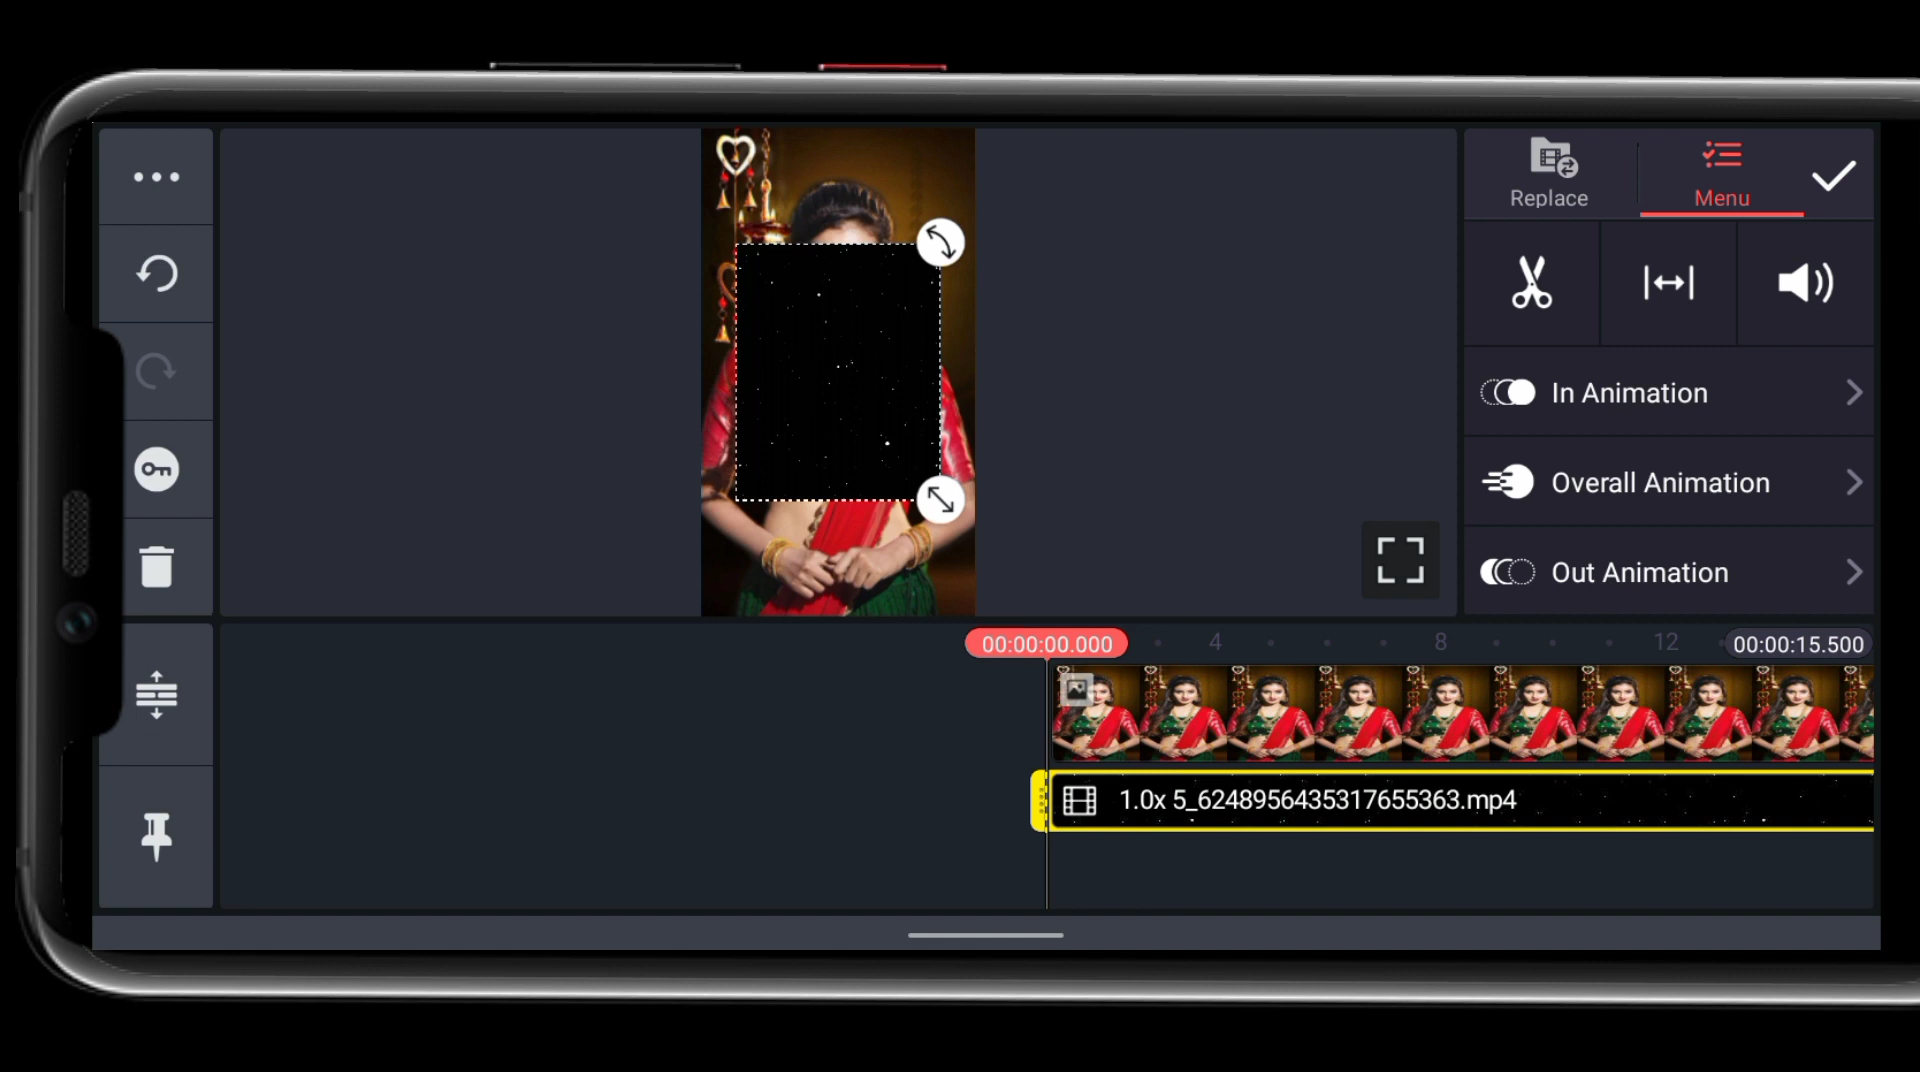 Replace
Menu
In Animation
Overall Animation
Out Animation
00:00:00.000
4
8
12
00:00:15.500
1.0x 5_6248956435317655363.mp4